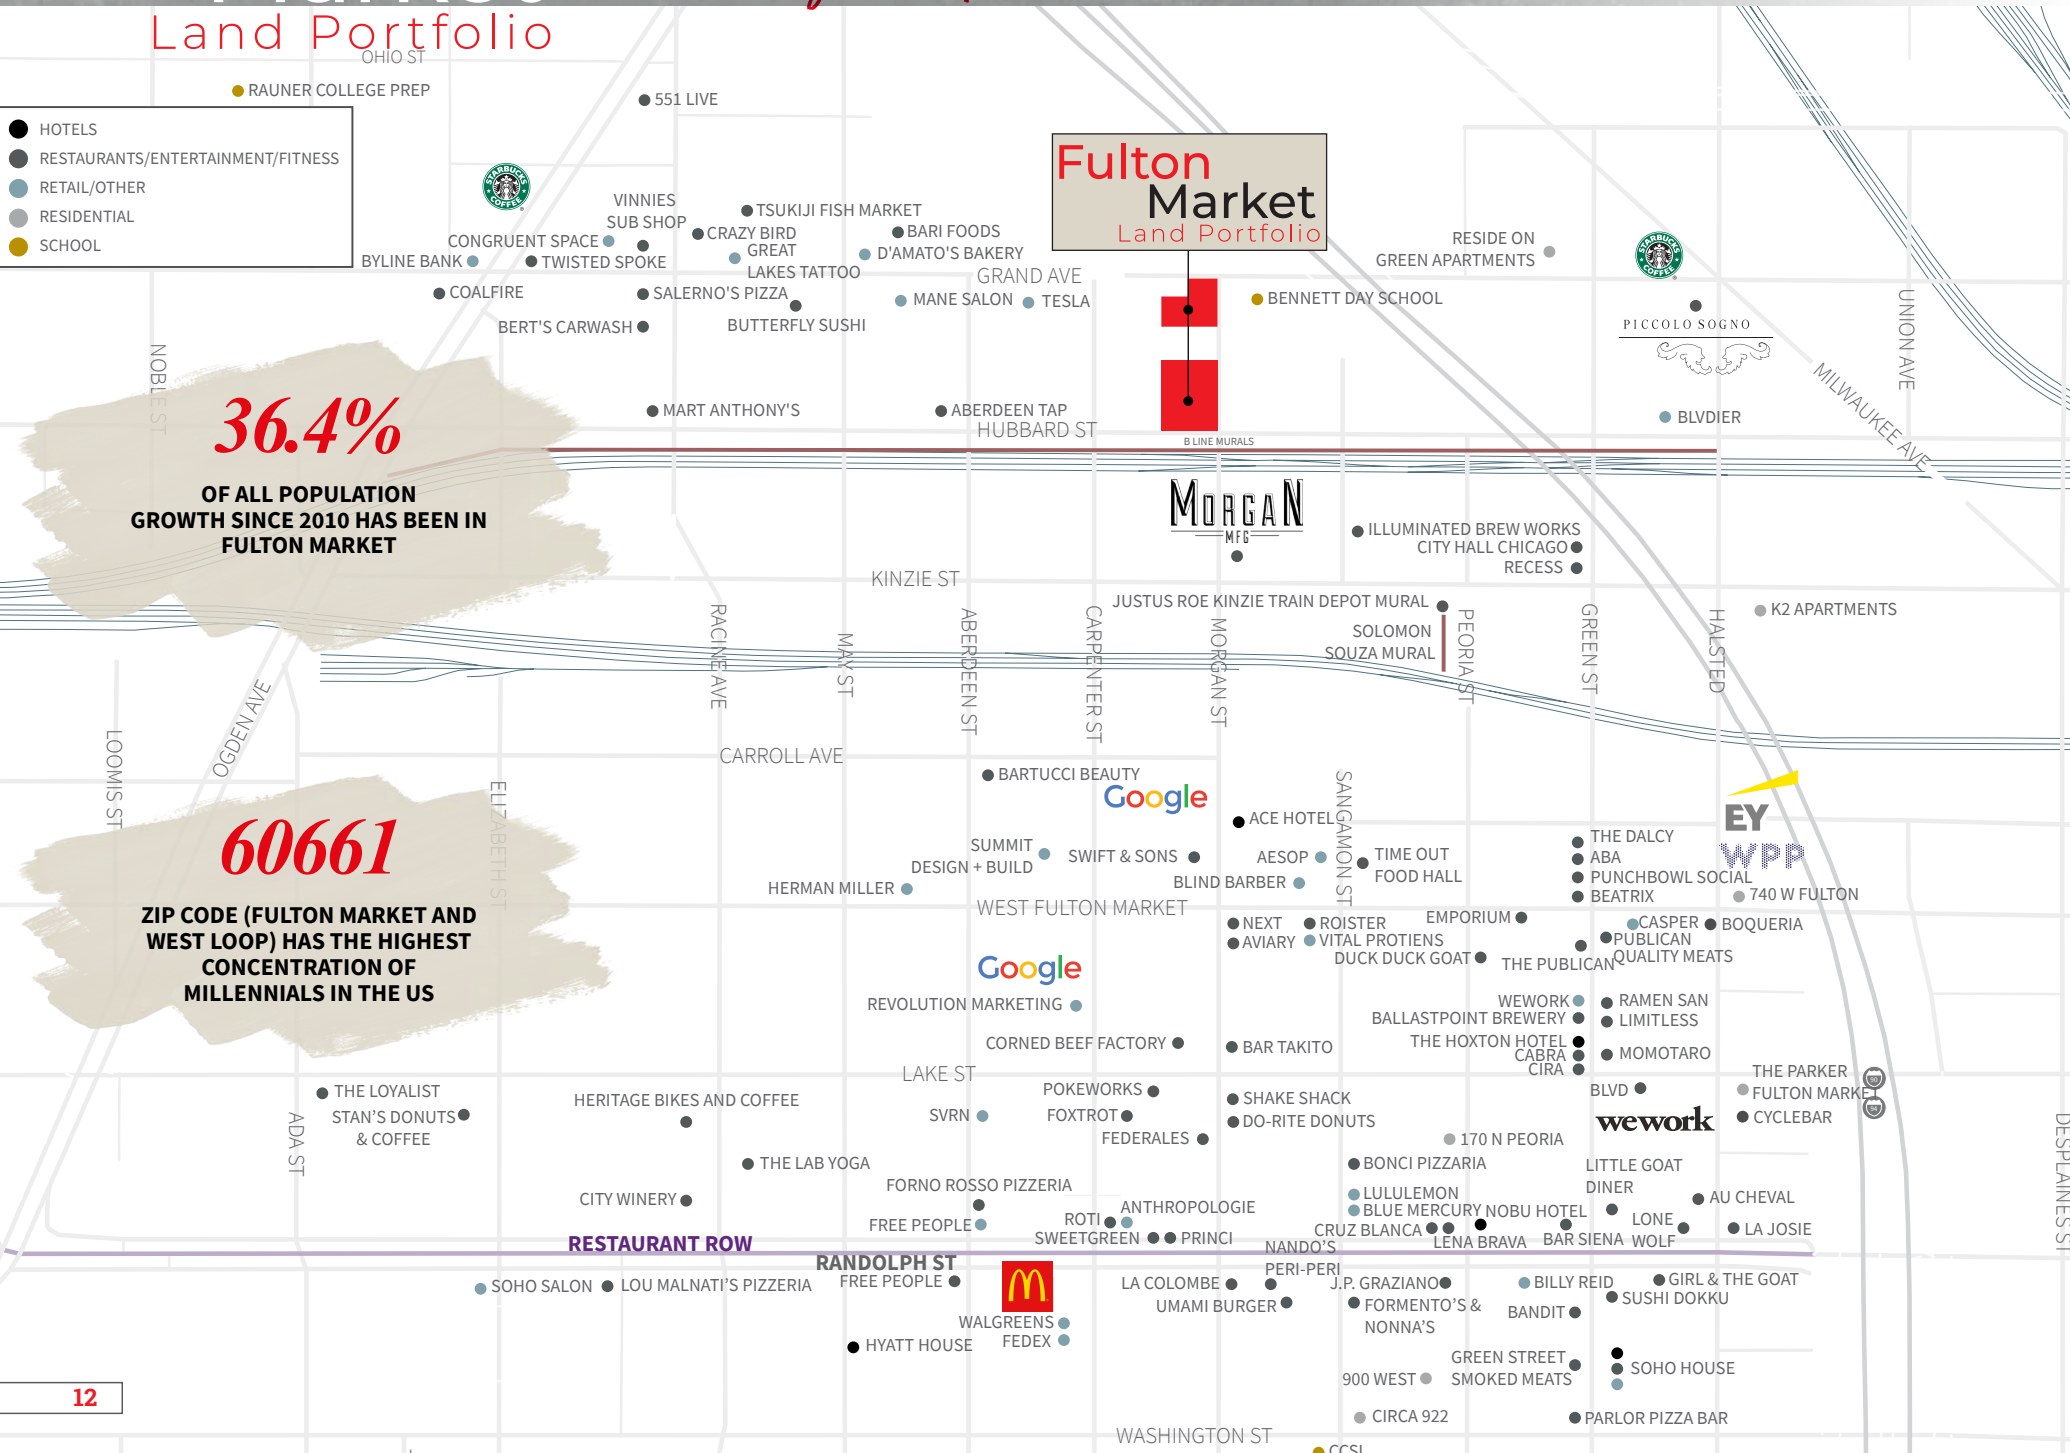 Land Portfolio
OHIO ST
RAUNER COLLEGE PREP
551 LIVE
HOTELS
RESTAURANTS/ENTERTAINMENT/FITNESS
RETAIL/OTHER
RESIDENTIAL
SCHOOL
STARBUCKS
COFFEE
Fulton
Market
Land Portfolio
VINNIES
SUB SHOP
TSUKIJI FISH MARKET
CRAZY BIRD
BARI FOODS
CONGRUENT SPACE
GREAT
LAKES TATTOO
D'AMATO'S BAKERY
BYLINE BANK
TWISTED SPOKE
GRAND AVE
RESIDE ON
GREEN APARTMENTS
STARBUCKS
COFFEE
COALFIRE
SALERNO'S PIZZA
MANE SALON
TESLA
BENNETT DAY SCHOOL
BERT'S CARWASH
BUTTERFLY SUSHI
PICCOLO SOGNO
UNION AVE
NOBLE ST
MILWAUKEE AVE
36.4%
OF ALL POPULATION
GROWTH SINCE 2010 HAS BEEN IN
FULTON MARKET
MART ANTHONY'S
ABERDEEN TAP
HUBBARD ST
B LINE MURALS
BLVDIER
MORGAN
MFG
ILLUMINATED BREW WORKS
CITY HALL CHICAGO
RECESS
KINZIE ST
JUSTUS ROE KINZIE TRAIN DEPOT MURAL
SOLOMON
SOUZA MURAL
K2 APARTMENTS
RACINE AVE
MAY ST
ABERDEEN ST
CARPENTER ST
MORGAN ST
PEORIA ST
GREEN ST
HALSTED
OGDEN AVE
LOOMIS ST
CARROLL AVE
BARTUCCI BEAUTY
Google
ELIZABETH ST
SANGAMON ST
EY
WPP
60661
ZIP CODE (FULTON MARKET AND
WEST LOOP) HAS THE HIGHEST
CONCENTRATION OF
MILLENNIALS IN THE US
ACE HOTEL
SUMMIT
DESIGN + BUILD
SWIFT & SONS
AESOP
TIME OUT
FOOD HALL
THE DALCY
ABA
PUNCHBOWL SOCIAL
BEATRIX
HERMAN MILLER
BLIND BARBER
740 W FULTON
WEST FULTON MARKET
NEXT
ROISTER
EMPORIUM
CASPER
BOQUERIA
AVIARY
VITAL PROTIENS
PUBLICAN
QUALITY MEATS
DUCK DUCK GOAT
THE PUBLICAN
Google
REVOLUTION MARKETING
WEWORK
RAMEN SAN
BALLASTPOINT BREWERY
LIMITLESS
CORNED BEEF FACTORY
BAR TAKITO
THE HOXTON HOTEL
CABRA
MOMOTARO
CIRA
LAKE ST
THE PARKER
FULTON MARKET
90
94
THE LOYALIST
STAN'S DONUTS
& COFFEE
HERITAGE BIKES AND COFFEE
POKEWORKS
SHAKE SHACK
BLVD
SVRN
FOXTROT
DO-RITE DONUTS
wework
CYCLEBAR
FEDERALES
170 N PEORIA
ADA ST
DESPLAINES ST
THE LAB YOGA
BONCI PIZZARIA
LITTLE GOAT
DINER
CITY WINERY
FORNO ROSSO PIZZERIA
LULULEMON
AU CHEVAL
ANTHROPOLOGIE
BLUE MERCURY
NOBU HOTEL
FREE PEOPLE
ROTI
CRUZ BLANCA
LONE
WOLF
LA JOSIE
SWEETGREEN
PRINCI
LENA BRAVA
BAR SIENA
RESTAURANT ROW
NANDO'S
PERI-PERI
RANDOLPH ST
FREE PEOPLE
SOHO SALON
LOU MALNATI'S PIZZERIA
LA COLOMBE
J.P. GRAZIANO
BILLY REID
GIRL & THE GOAT
UMAMI BURGER
FORMENTO'S &
NONNA'S
BANDIT
SUSHI DOKKU
WALGREENS
FEDEX
HYATT HOUSE
GREEN STREET
SMOKED MEATS
SOHO HOUSE
900 WEST
12
CIRCA 922
PARLOR PIZZA BAR
WASHINGTON ST